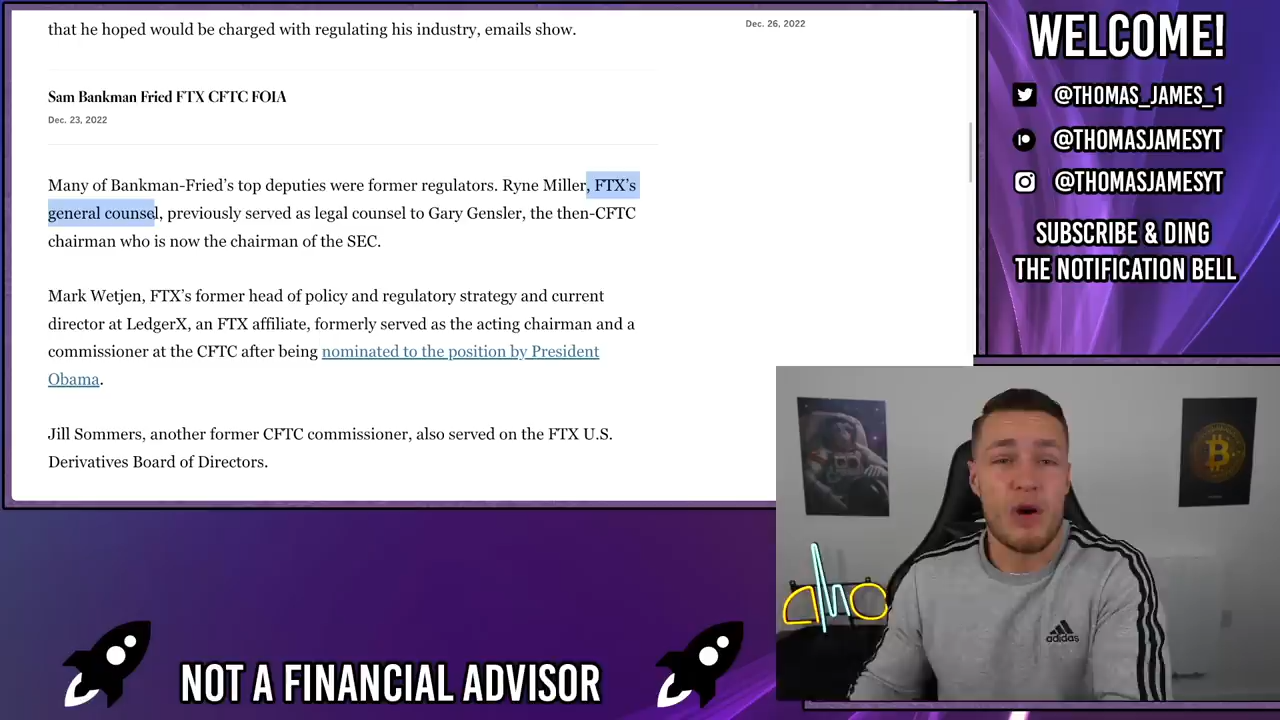 that he hoped would be charged with regulating his industry, emails show.
Dec. 26, 2022
Sam Bankman Fried FTX CFTC FOIA
Dec. 23, 2022
Many of Bankman-Fried’s top deputies were former regulators. Ryne Miller, FTX’s
general counsel, previously served as legal counsel to Gary Gensler, the then-CFTC
chairman who is now the chairman of the SEC.
Mark Wetjen, FTX’s former head of policy and regulatory strategy and current
director at LedgerX, an FTX affiliate, formerly served as the acting chairman and a
commissioner at the CFTC after being nominated to the position by President
Obama.
Jill Sommers, another former CFTC commissioner, also served on the FTX U.S.
Derivatives Board of Directors.
WELCOME!
@THOMAS_JAMES_1
@THOMASJAMESYT
@THOMASJAMESYT
SUBSCRIBE & DING
THE NOTIFICATION BELL
adidas
NOT A FINANCIAL ADVISOR